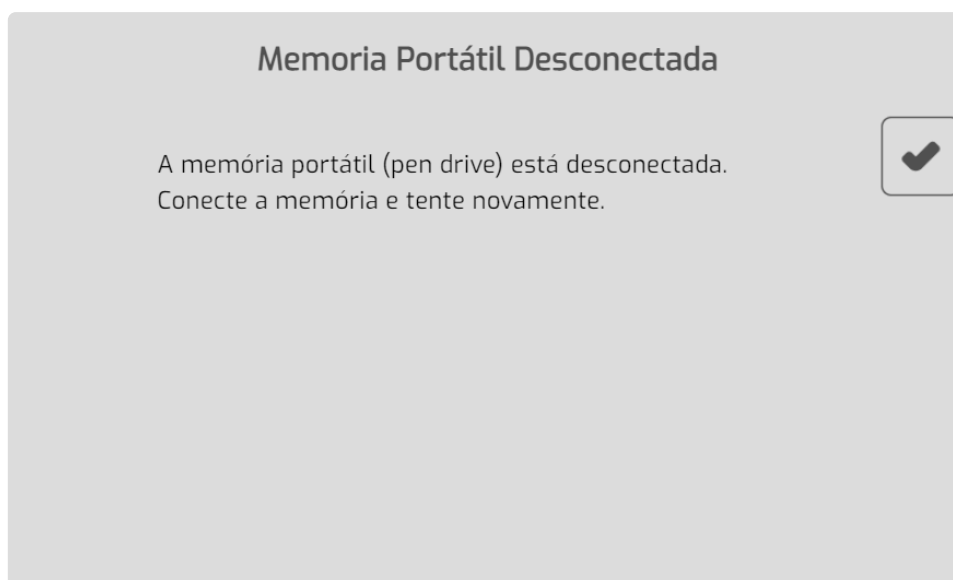 Memoria Portátil Desconectada
A memória portátil (pen drive) está desconectada.
Conecte a memória e tente novamente.